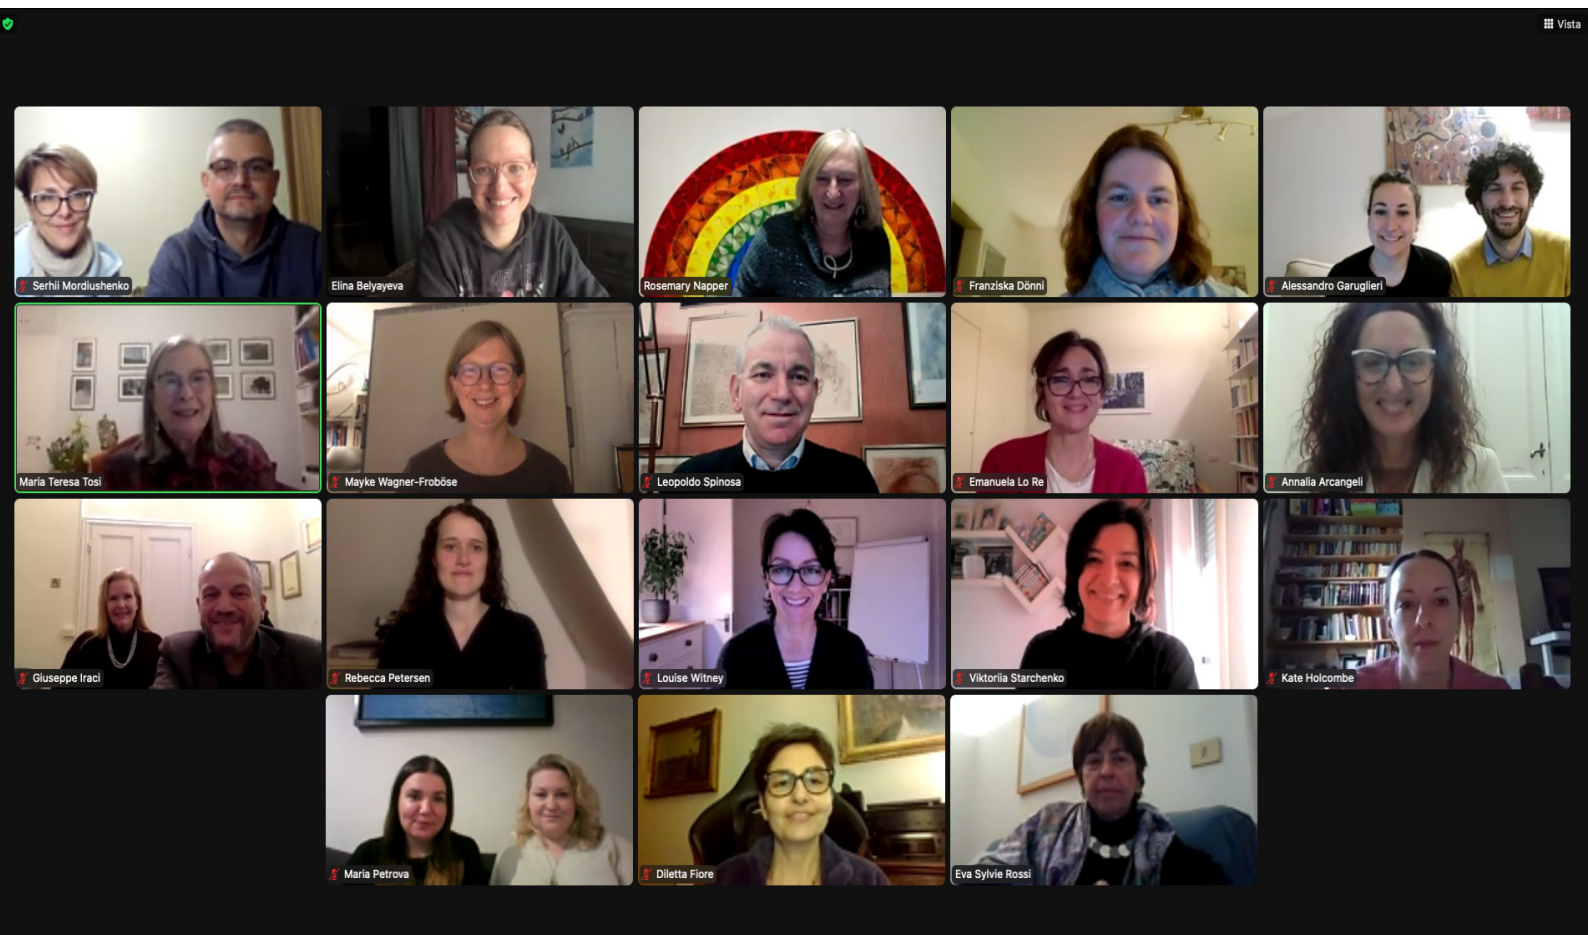 Vista
Serhii Mordiushenko
Elina Belyayeva
Rosemary Napper
Franziska Dönni
Alessandro Garuglieri
Maria Teresa Tosi
Mayke Wagner-Froböse
Leopoldo Spinosa
Emanuela Lo Re
Annalia Arcangeli
Giuseppe Iraci
Rebecca Petersen
Louise Witney
Viktoriia Starchenko
Kate Holcombe
Maria Petrova
Diletta Fiore
Eva Sylvie Rossi